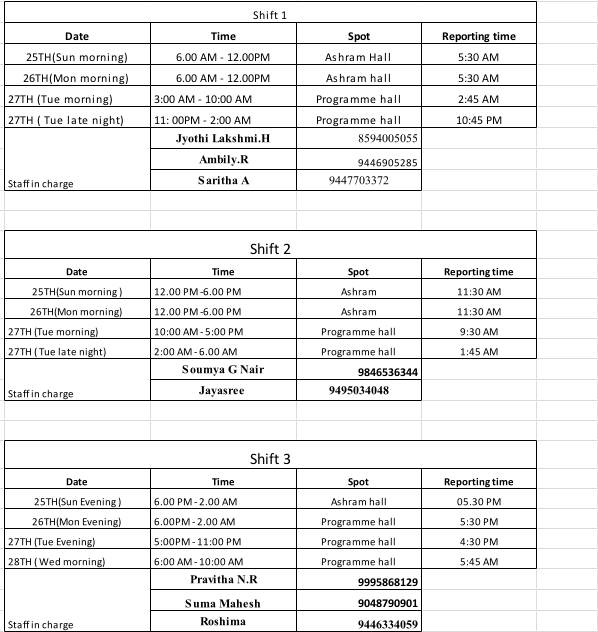 Shift 1
Date Time Spot Reporting time
25TH(Sun morning) 6.00 AM - 12.00PM Ashram Hall 5:30 AM
26TH(Mon morning) 6.00 AM - 12.00PM Ashram hall 5:30 AM
27TH (Tue morning) 3:00 AM - 10:00 AM Programme hall 2:45 AM
27TH ( Tue late night) 11: 00PM - 2:00 AM Programme hall 10:45 PM
Jyothi Lakshmi.H 8594005055
Ambily.R 9446905285
Staff in charge Saritha A 9447703372
Shift 2
Date Time Spot Reporting time
25TH(Sun morning ) 12.00 PM -6.00 PM Ashram 11:30 AM
26TH(Mon morning) 12.00 PM -6.00 PM Ashram 11:30 AM
27TH (Tue morning) 10:00 AM - 5:00 PM Programme hall 9:30 AM
27TH ( Tue late night) 2:00 AM - 6.00 AM Programme hall 1:45 AM
Soumya G Nair 9846536344
Staff in charge Jayasree 9495034048
Shift 3
Date Time Spot Reporting time
25TH(Sun Evening ) 6.00 PM - 2.00 AM Ashram hall 05.30 PM
26TH(Mon Evening) 6.00PM - 2.00 AM Programme hall 5:30 PM
27TH (Tue Evening) 5:00PM - 11:00 PM Programme hall 4:30 PM
28TH ( Wed morning) 6:00 AM - 10:00 AM Programme hall 5:45 AM
Pravitha N.R 9995868129
Suma Mahesh 9048790901
Staff in charge Roshima 9446334059